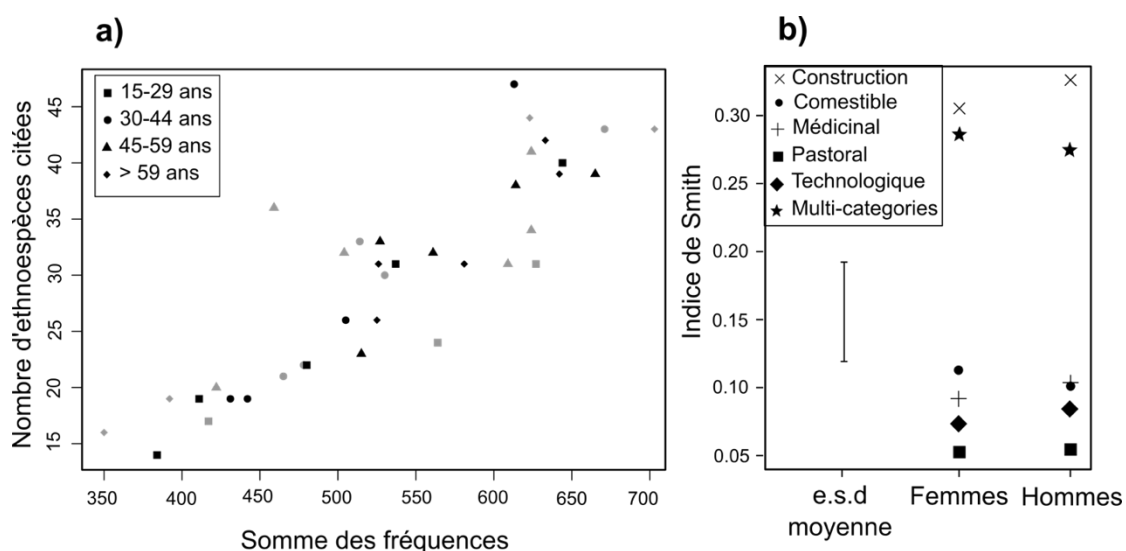 a)
15-29 ans
30-44 ans
45-59 ans
> 59 ans
Nombre d'ethnoespèces citées
45
40
35
30
25
20
15
350 400 450 500 550 600 650 700
Somme des fréquences
b)
Construction
Comestible
Médicinal
Pastoral
Technologique
Multi-categories
Indice de Smith
0.30
0.25
0.20
0.15
0.10
0.05
e.s.d Femmes Hommes
moyenne